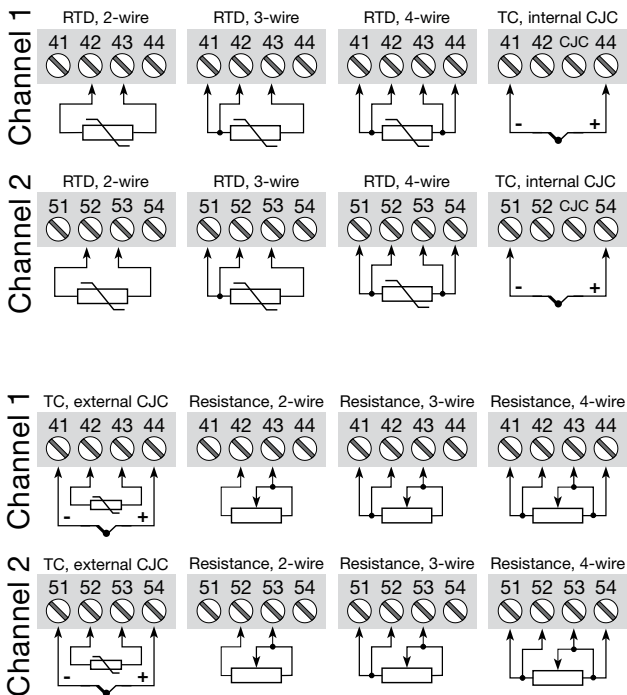 Channel 1
RTD, 2-wire
41 42 43 44
RTD, 3-wire
41 42 43 44
RTD, 4-wire
41 42 43 44
TC, internal CJC
41 42 CJC 44
- +
Channel 2
RTD, 2-wire
51 52 53 54
RTD, 3-wire
51 52 53 54
RTD, 4-wire
51 52 53 54
TC, internal CJC
51 52 CJC 54
- +
Channel 1
TC, external CJC
41 42 43 44
- +
Resistance, 2-wire
41 42 43 44
Resistance, 3-wire
41 42 43 44
Resistance, 4-wire
41 42 43 44
Channel 2
TC, external CJC
51 52 53 54
- +
Resistance, 2-wire
51 52 53 54
Resistance, 3-wire
51 52 53 54
Resistance, 4-wire
51 52 53 54